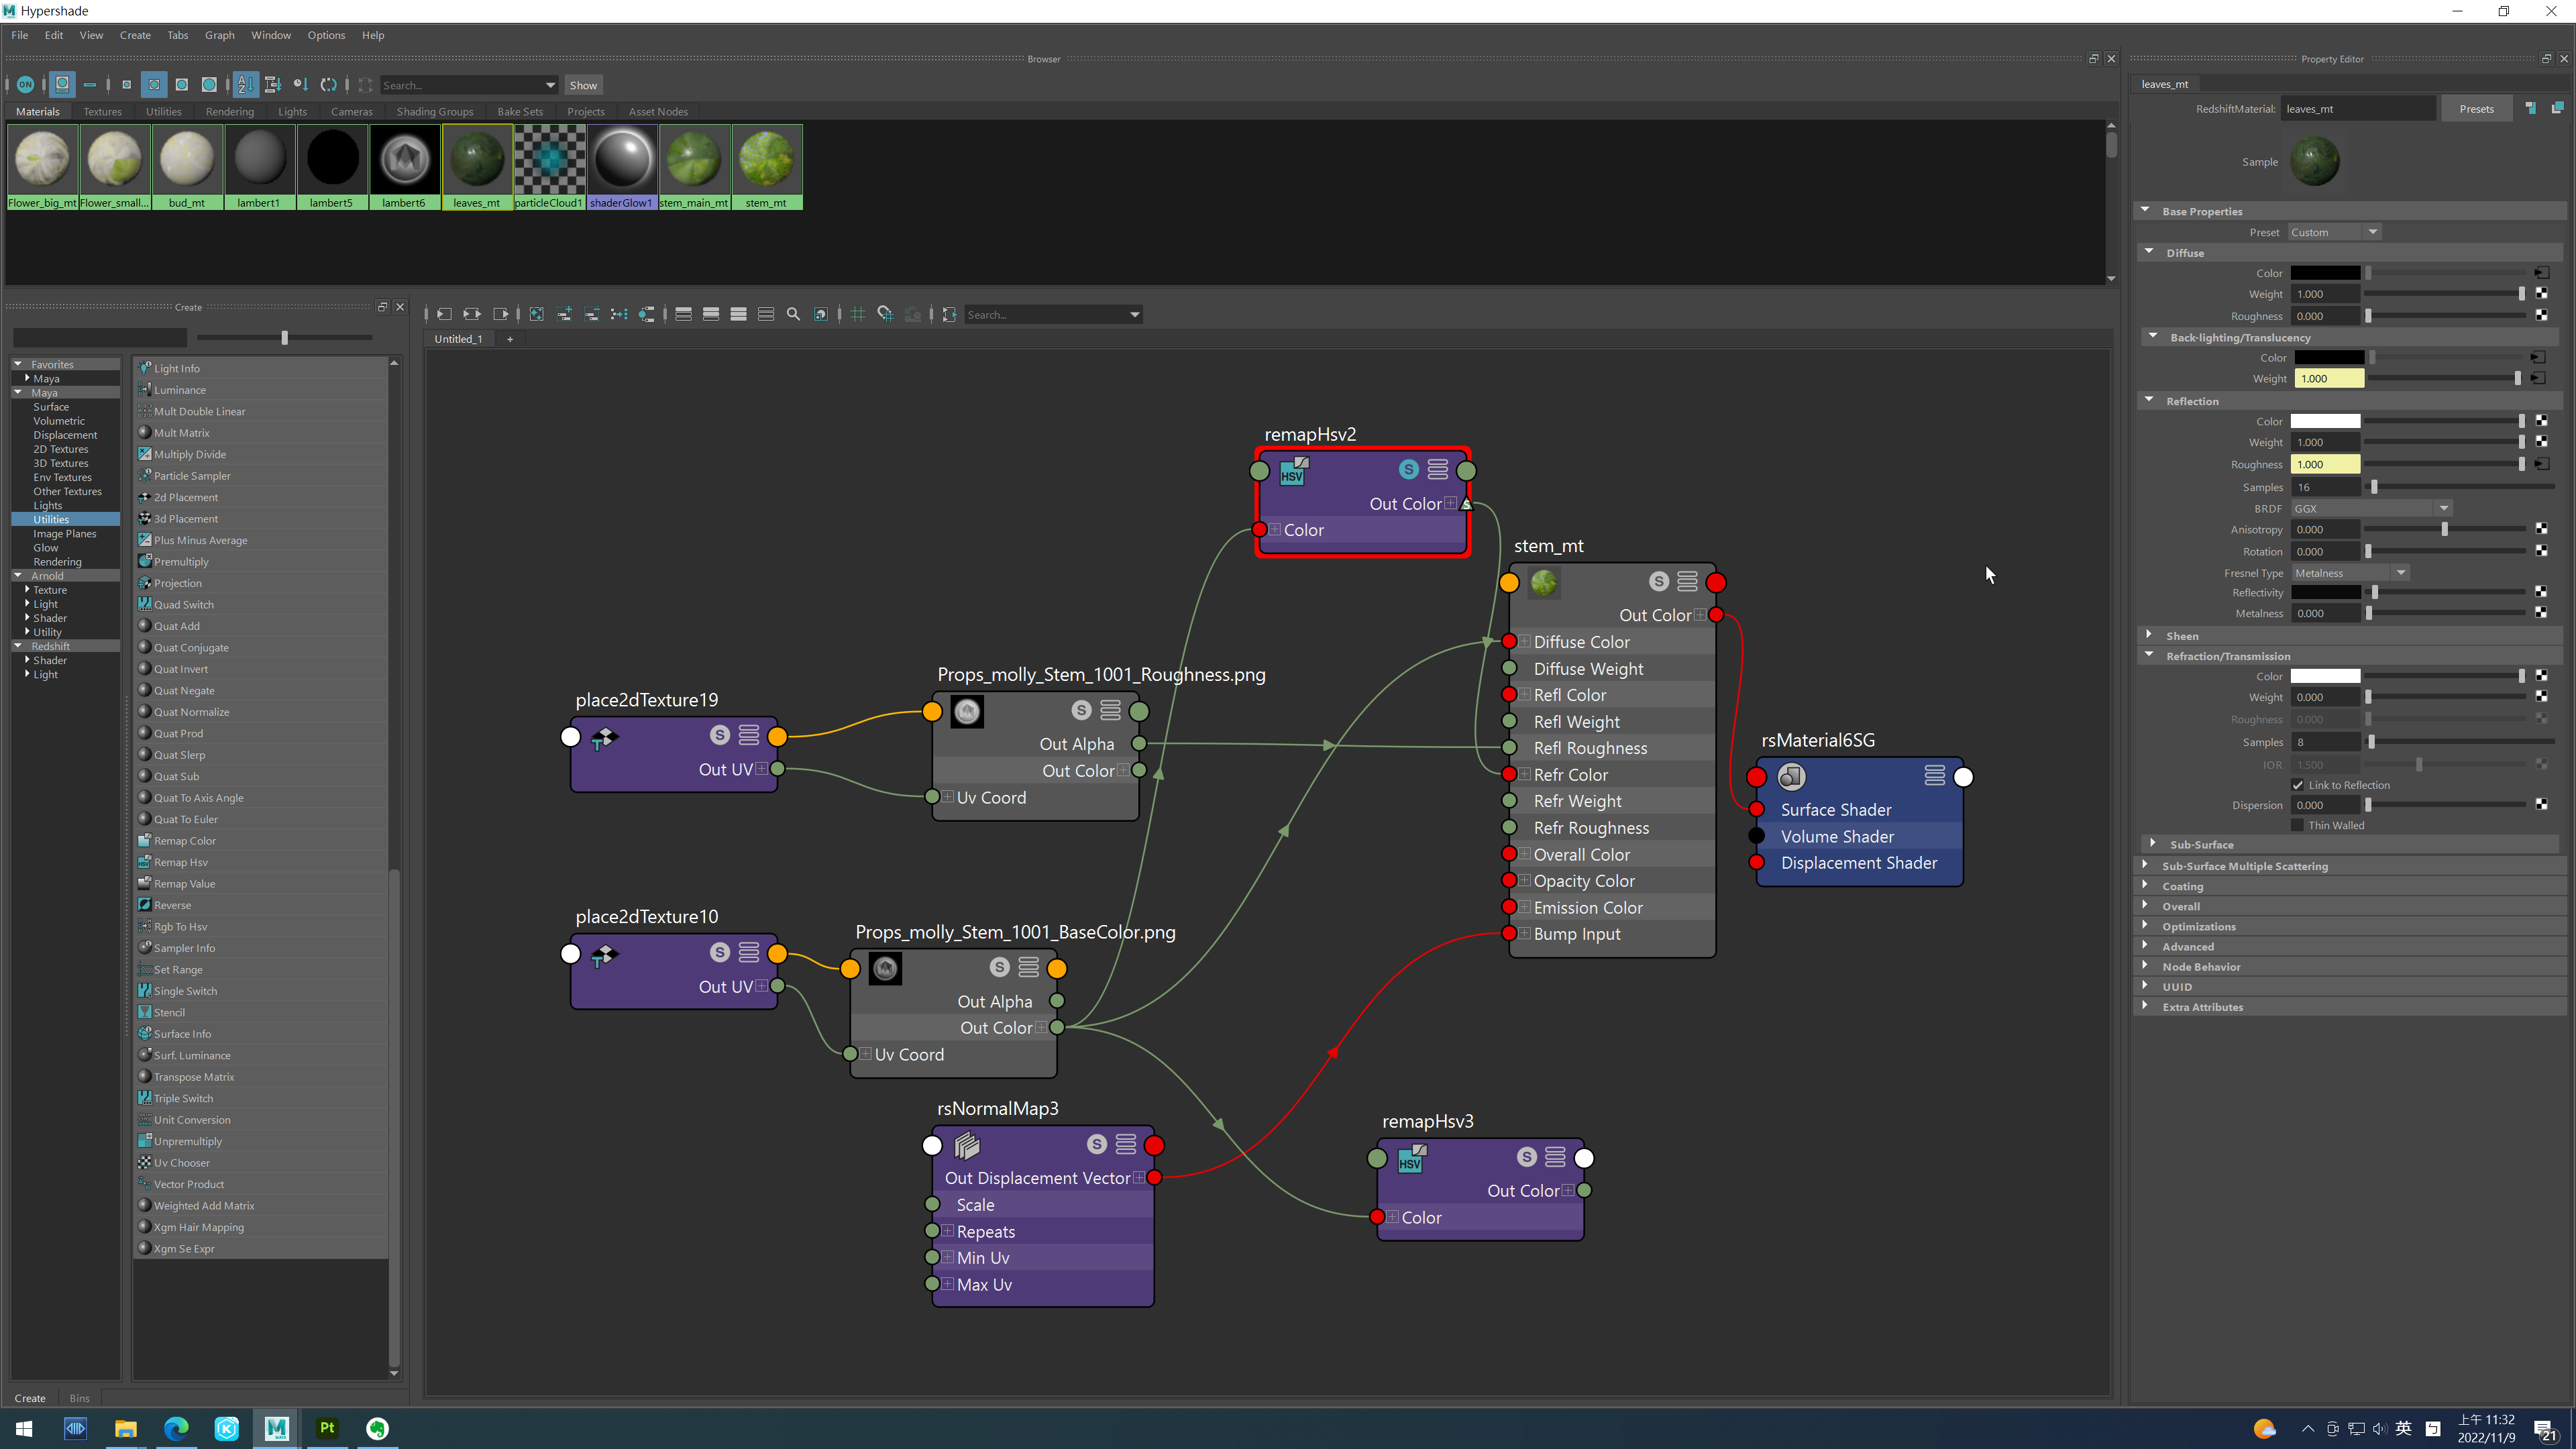 Hypershade
File Edit View Create Tabs Graph Window Options Help
Browser
ON
Search...
Show
Materials Textures Utilities Rendering Lights Cameras Shading Groups Bake Sets Projects Asset Nodes
Flower_big_mt Flower_small... bud_mt lambert1 lambert5 lambert6 leaves_mt particleCloud1 shaderGlow1 stem_main_mt stem_mt
Create
Favorites
Maya
Maya
Surface
Volumetric
Displacement
2D Textures
3D Textures
Env Textures
Other Textures
Lights
Utilities
Image Planes
Glow
Rendering
Arnold
Texture
Light
Shader
Utility
Redshift
Shader
Light
Light Info
Luminance
Mult Double Linear
Mult Matrix
Multiply Divide
Particle Sampler
2d Placement
3d Placement
Plus Minus Average
Premultiply
Projection
Quad Switch
Quat Add
Quat Conjugate
Quat Invert
Quat Negate
Quat Normalize
Quat Prod
Quat Slerp
Quat Sub
Quat To Axis Angle
Quat To Euler
Remap Color
Remap Hsv
Remap Value
Reverse
Rgb To Hsv
Sampler Info
Set Range
Single Switch
Stencil
Surface Info
Surf. Luminance
Transpose Matrix
Triple Switch
Unit Conversion
Unpremultiply
Uv Chooser
Vector Product
Weighted Add Matrix
Xgm Hair Mapping
Xgm Se Expr
Create Bins
Search...
Untitled_1 +
remapHsv2
HSV S
Out Color
S
Color
stem_mt
S
Out Color
Diffuse Color
Diffuse Weight
Refl Color
Refl Weight
Refl Roughness
Refr Color
Refr Weight
Refr Roughness
Overall Color
Opacity Color
Emission Color
Bump Input
Props_molly_Stem_1001_Roughness.png
S
Out Alpha
Out Color
Uv Coord
place2dTexture19
S
Out UV
rsMaterial6SG
Surface Shader
Volume Shader
Displacement Shader
place2dTexture10
S
Out UV
Props_molly_Stem_1001_BaseColor.png
S
Out Alpha
Out Color
Uv Coord
rsNormalMap3
S
Out Displacement Vector
Scale
Repeats
Min Uv
Max Uv
remapHsv3
HSV S
Out Color
Color
Property Editor
leaves_mt
RedshiftMaterial: leaves_mt Presets
Sample
Base Properties
Preset Custom
Diffuse
Color
Weight 1.000
Roughness 0.000
Back-lighting/Translucency
Color
Weight 1.000
Reflection
Color
Weight 1.000
Roughness 1.000
Samples 16
BRDF GGX
Anisotropy 0.000
Rotation 0.000
Fresnel Type Metalness
Reflectivity
Metalness 0.000
Sheen
Refraction/Transmission
Color
Weight 0.000
Roughness 0.000
Samples 8
IOR 1.500
Link to Reflection
Dispersion 0.000
Thin Walled
Sub-Surface
Sub-Surface Multiple Scattering
Coating
Overall
Optimizations
Advanced
Node Behavior
UUID
Extra Attributes
Pt
英
上午 11:32
2022/11/9
21